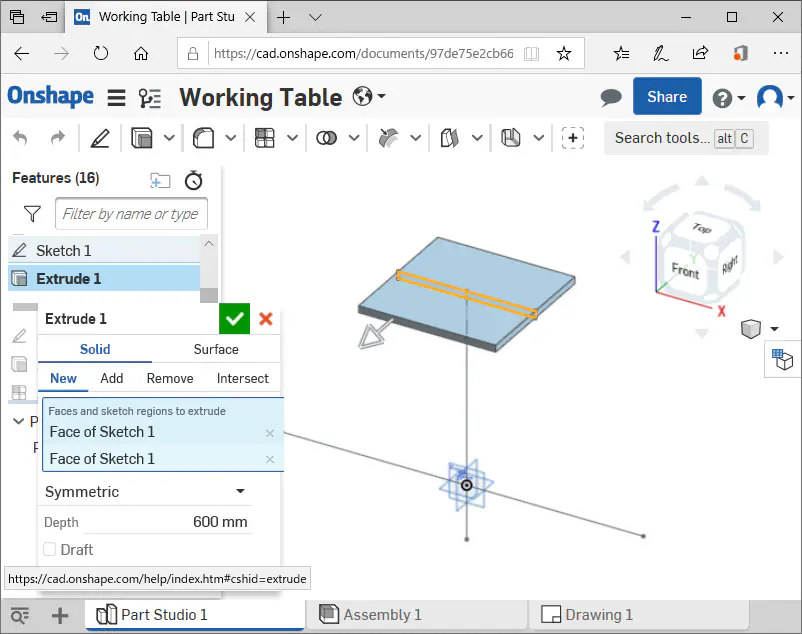 On. Working Table | Part Stu
https://cad.onshape.com/documents/97de75e2cb66
Onshape Working Table Share
Search tools... alt C
Features (16)
Filter by name or type
Sketch 1
Extrude 1
Extrude 1
Solid Surface
New Add Remove Intersect
Faces and sketch regions to extrude
Face of Sketch 1
Face of Sketch 1
Symmetric
Depth 600 mm
Draft
https://cad.onshape.com/help/index.htm#cshid=extrude
Z
Top
Y
Front Right
X
Part Studio 1 Assembly 1 Drawing 1